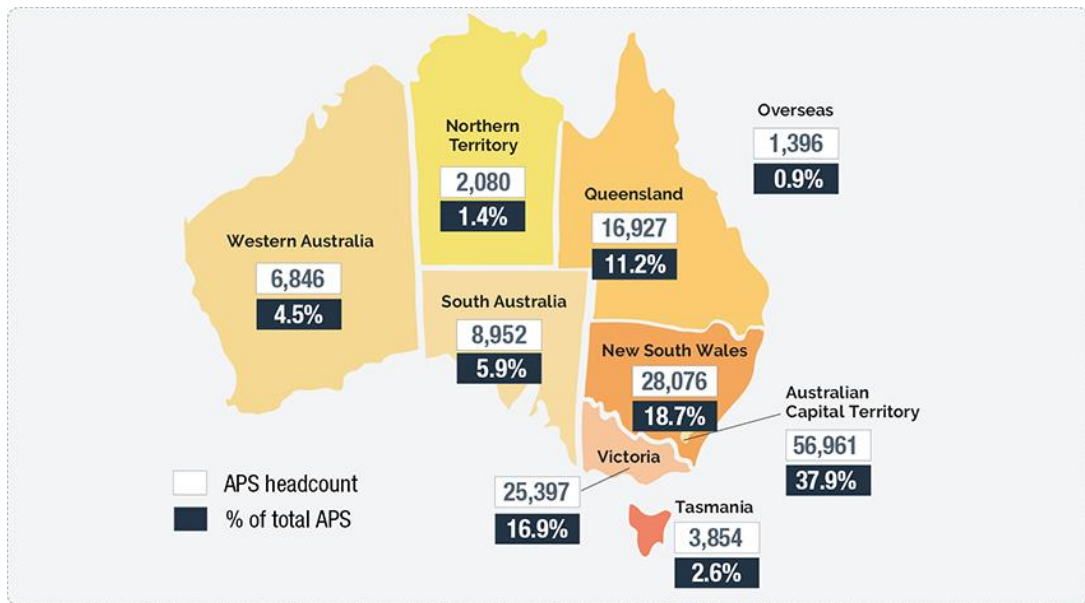 Overseas
1,396
0.9%
Northern
Territory
2,080
1.4%
Queensland
16,927
11.2%
Western Australia
6,846
4.5%
South Australia
8,952
5.9%
New South Wales
28,076
18.7%
Australian
Capital Territory
56,961
37.9%
Victoria
25,397
16.9%
Tasmania
3,854
2.6%
APS headcount
% of total APS